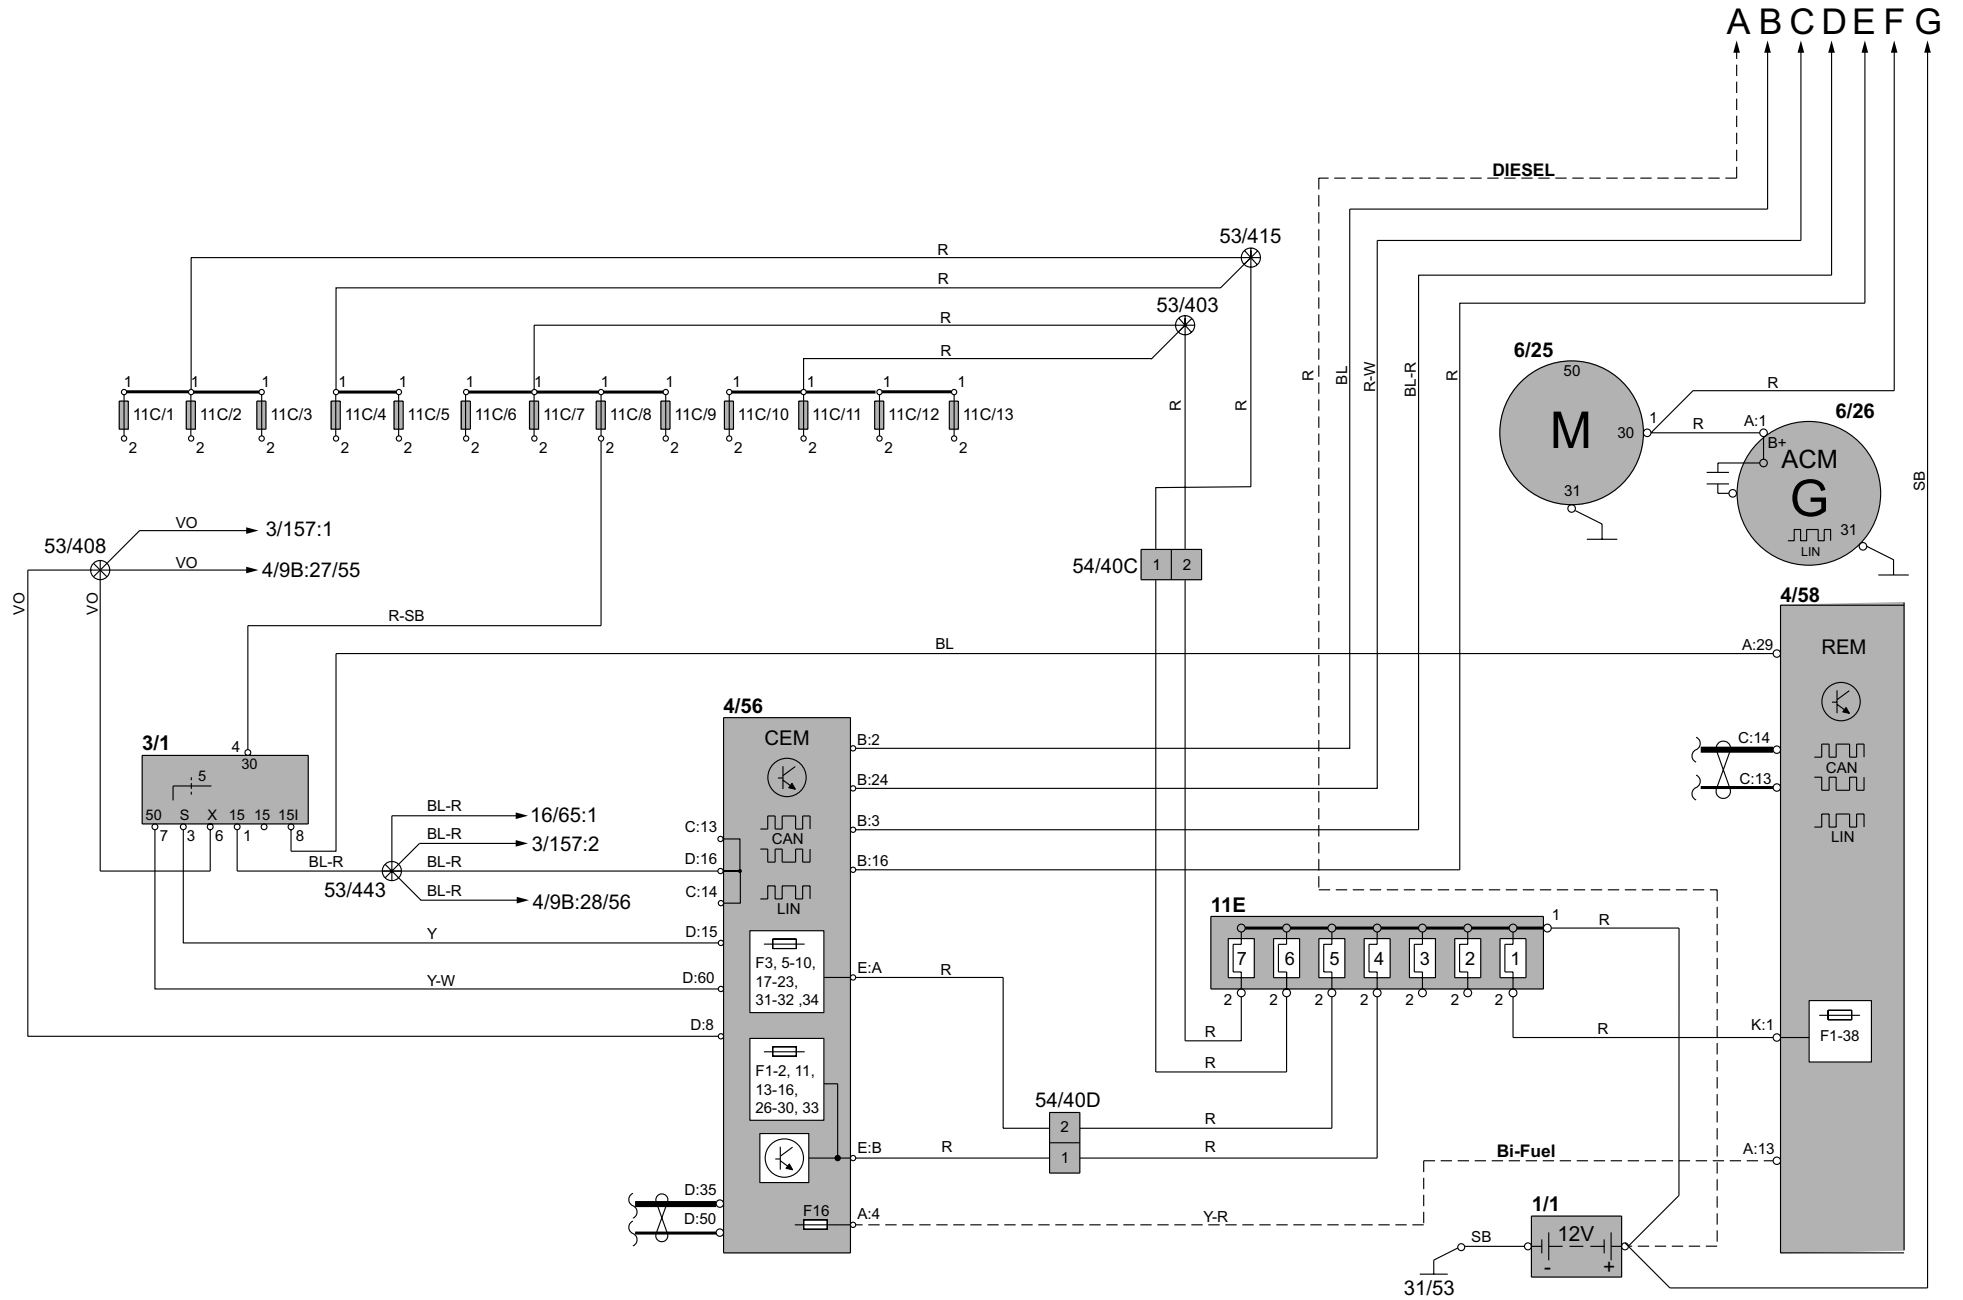 A B C D E F G
DIESEL
53/415
R
R
53/403
R
R
R R R BL R-W BL-R R
6/25
50
M
30
1
31
R
R
A:1
6/26
B+
ACM
G
LIN
31
SB
1 1 1 1 1 1 1 1 1 1 1 1 1
11C/1 11C/2 11C/3 11C/4 11C/5 11C/6 11C/7 11C/8 11C/9 11C/10 11C/11 11C/12 11C/13
2 2 2 2 2 2 2 2 2 2 2 2 2
53/408
VO
3/157:1
VO
4/9B:27/55
VO
VO
54/40C
1 2
R-SB
BL
A:29
4/58
REM
C:14
CAN
C:13
LIN
K:1
F1-38
A:13
3/1
4
30
5
50 S X 15 15 15I
7 3 6 1 8
BL-R
53/443
BL-R
16/65:1
BL-R
3/157:2
BL-R
BL-R
4/9B:28/56
Y
Y-W
4/56
CEM
CAN
LIN
C:13
D:16
C:14
D:15
D:60
D:8
D:35
D:50
F3, 5-10,
17-23,
31-32 ,34
F1-2, 11,
13-16,
26-30, 33
F16
B:2
B:24
B:3
B:16
E:A
R
E:B
R
A:4
Y-R
Bi-Fuel
54/40D
2
1
R
R
R
R
11E
1
R
7 6 5 4 3 2 1
2 2 2 2 2 2 2
R
1/1
12V
- +
SB
31/53